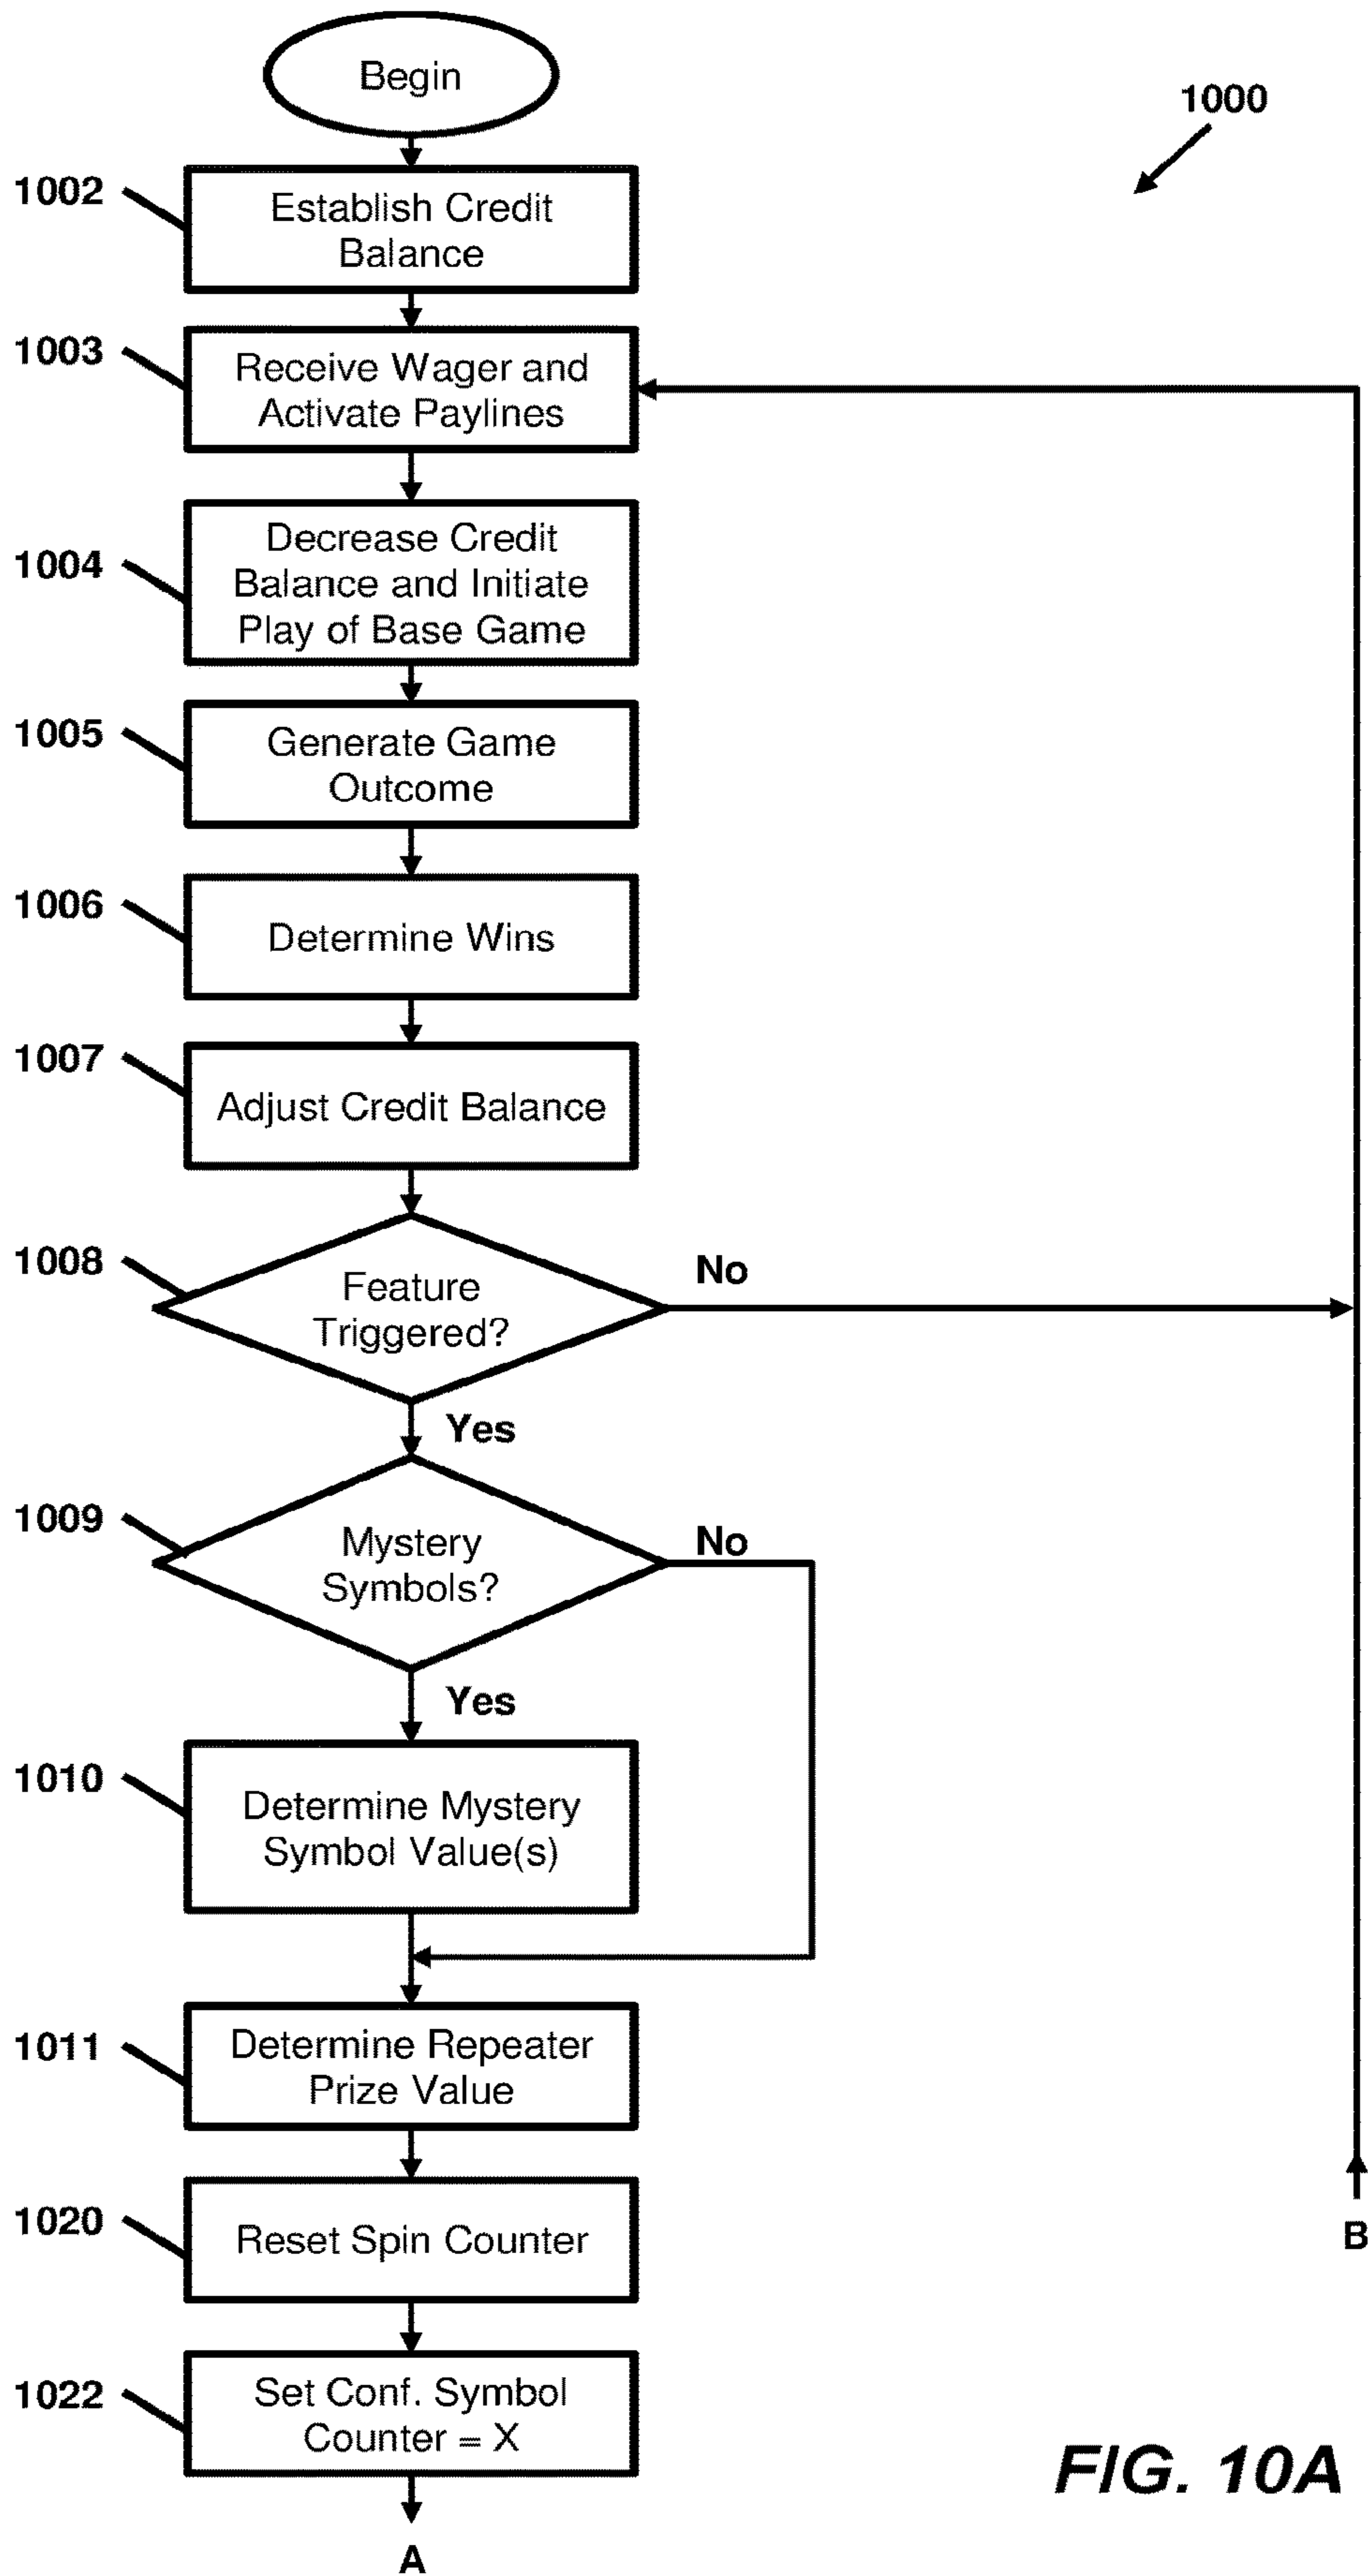 Begin
1000
1002
Establish Credit
Balance
1003
Receive Wager and
Activate Paylines
1004
Decrease Credit
Balance and Initiate
Play of Base Game
1005
Generate Game
Outcome
1006
Determine Wins
1007
Adjust Credit Balance
1008
Feature
Triggered?
No
Yes
1009
Mystery
Symbols?
No
Yes
1010
Determine Mystery
Symbol Value(s)
1011
Determine Repeater
Prize Value
1020
Reset Spin Counter
B
1022
Set Conf. Symbol
Counter = X
A
FIG. 10A